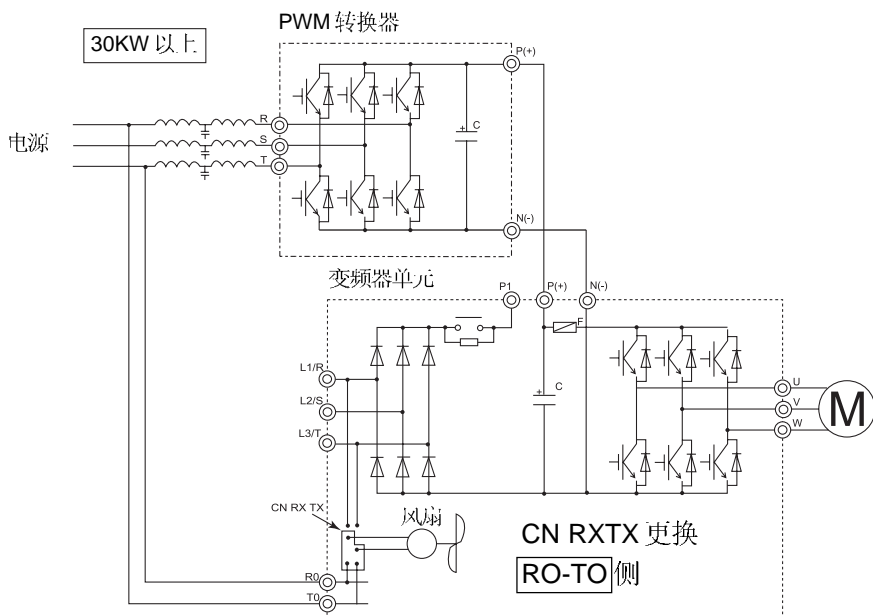 PWM 转换器
30KW 以上
P(+)
电源
R
S
T
C
N(-)
变频器单元
P1
P(+)
N(-)
F
L1/R
L2/S
L3/T
C
U
V
W
M
CN RX TX
风扇
CN RXTX 更换
RO-TO 侧
R0
T0